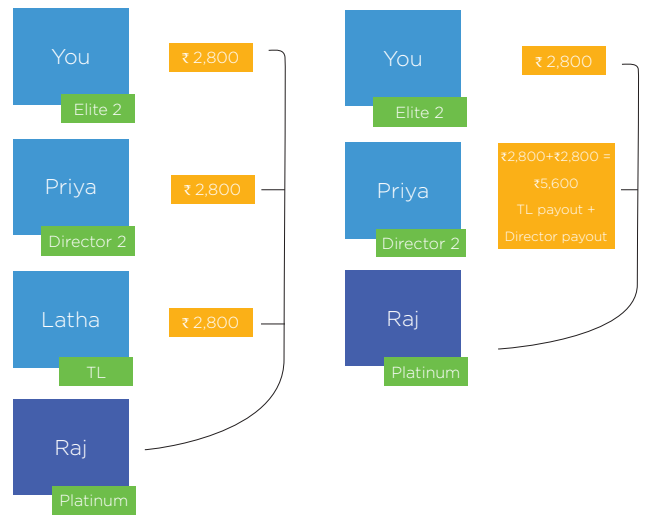 You
₹ 2,800
Elite 2
Priya
₹ 2,800
Director 2
Latha
₹ 2,800
TL
Raj
Platinum
You
₹ 2,800
Elite 2
Priya
₹2,800+₹2,800 =
₹5,600
TL payout +
Director payout
Director 2
Raj
Platinum